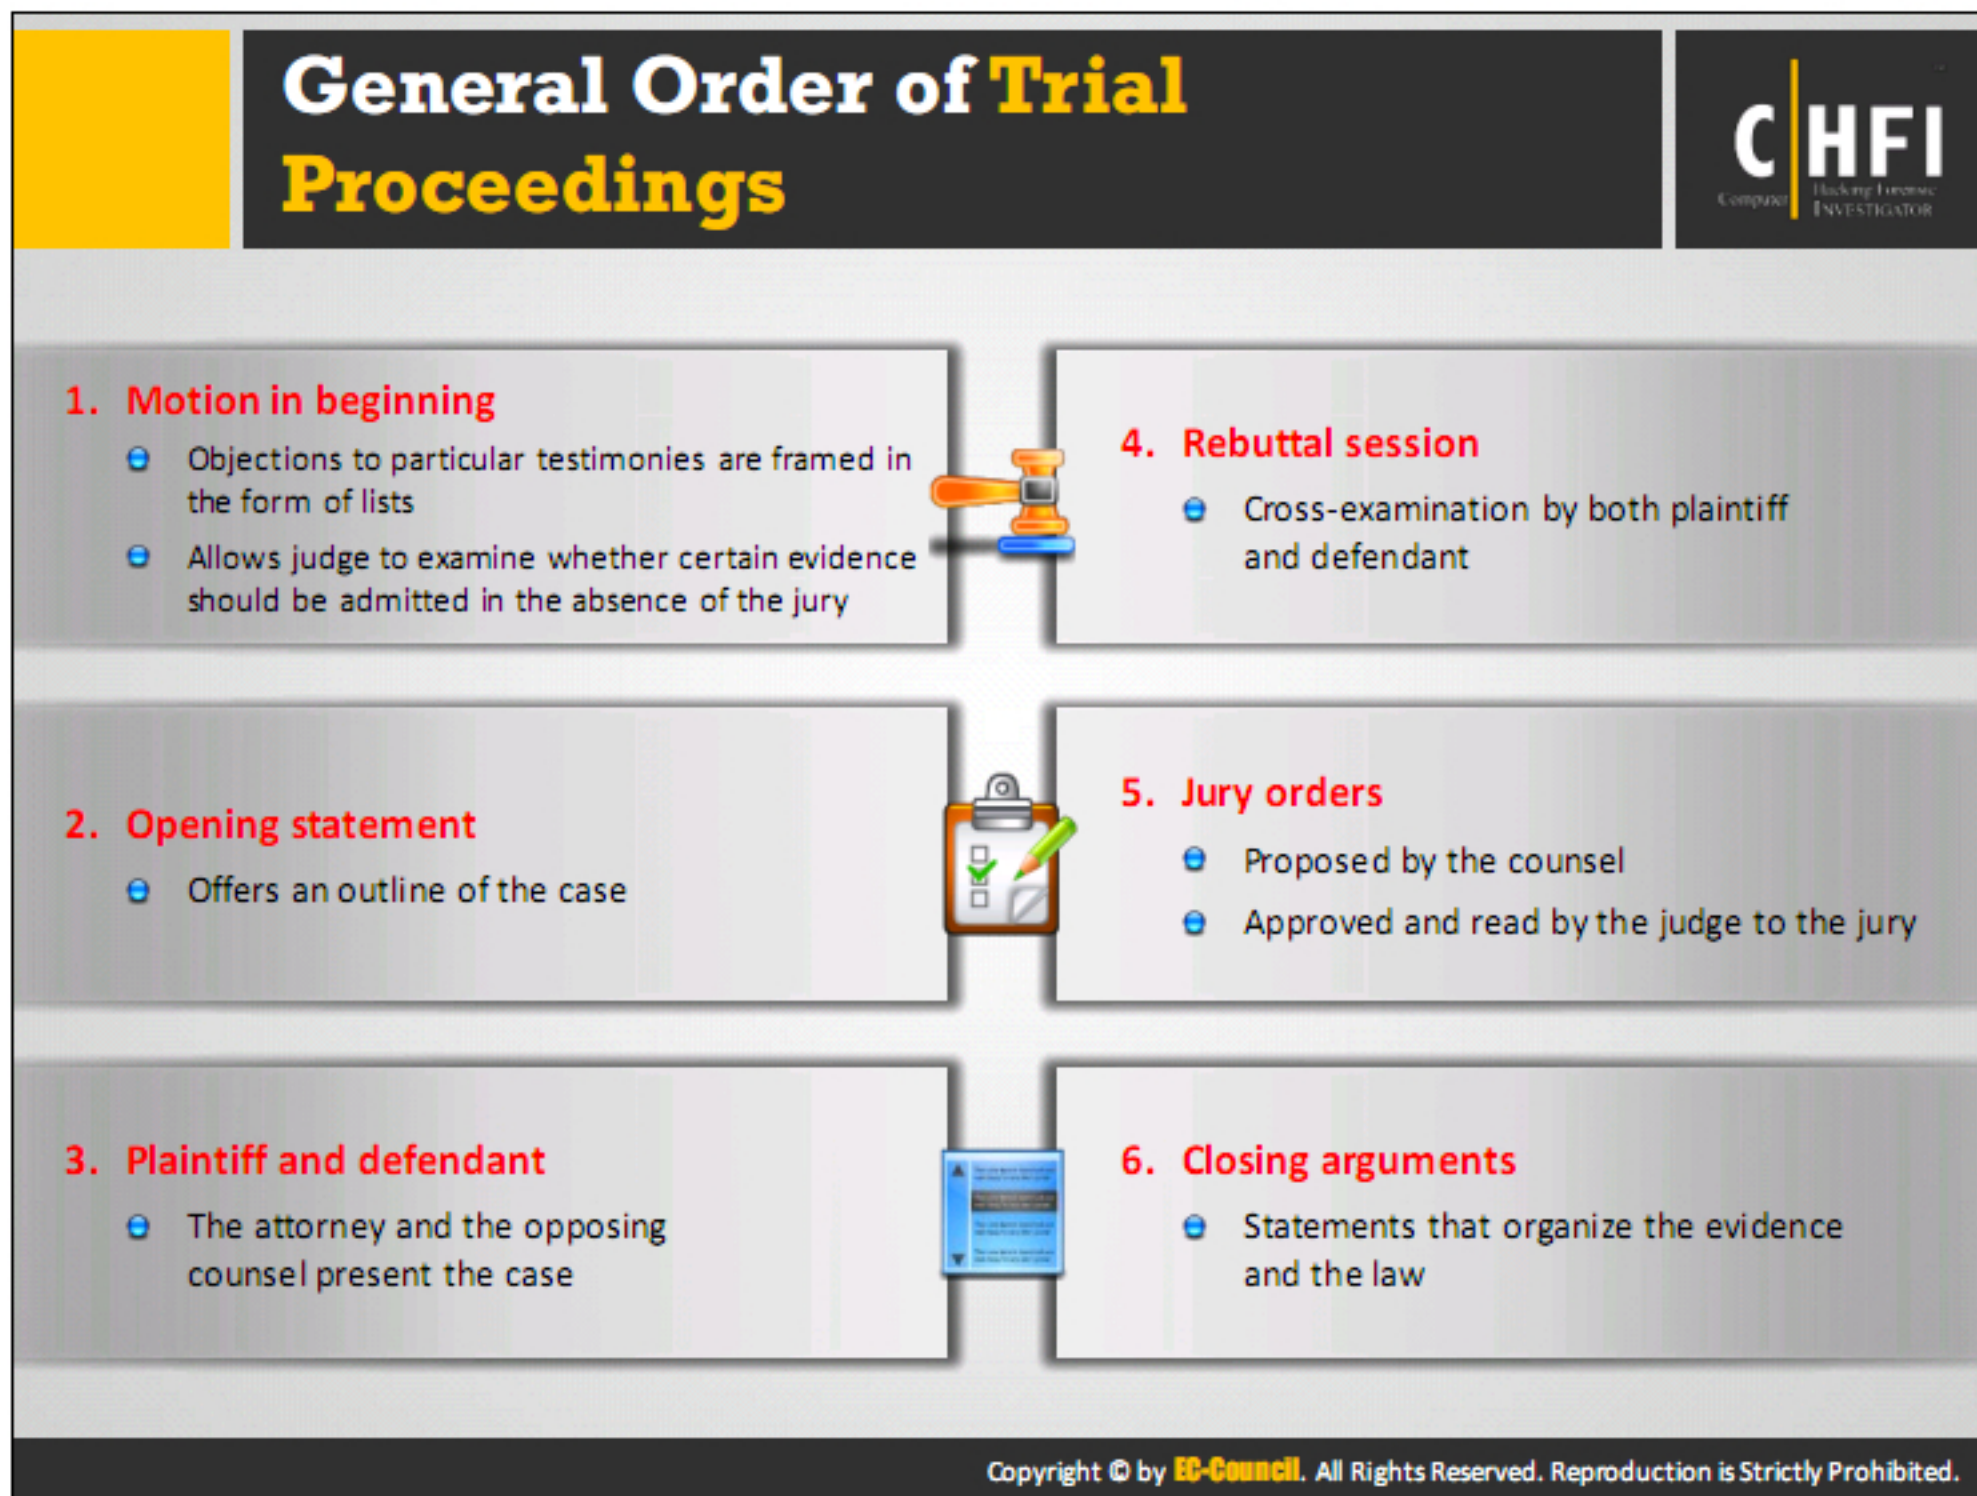 General Order of Trial
Proceedings
C HFI
Computer
Hacking Forensic
INVESTIGATOR
1. Motion in beginning
Objections to particular testimonies are framed in
the form of lists
Allows judge to examine whether certain evidence
should be admitted in the absence of the jury
2. Opening statement
Offers an outline of the case
3. Plaintiff and defendant
The attorney and the opposing
counsel present the case
4. Rebuttal session
Cross-examination by both plaintiff
and defendant
5. Jury orders
Proposed by the counsel
Approved and read by the judge to the jury
6. Closing arguments
Statements that organize the evidence
and the law
Copyright © by EC-Council. All Rights Reserved. Reproduction is Strictly Prohibited.